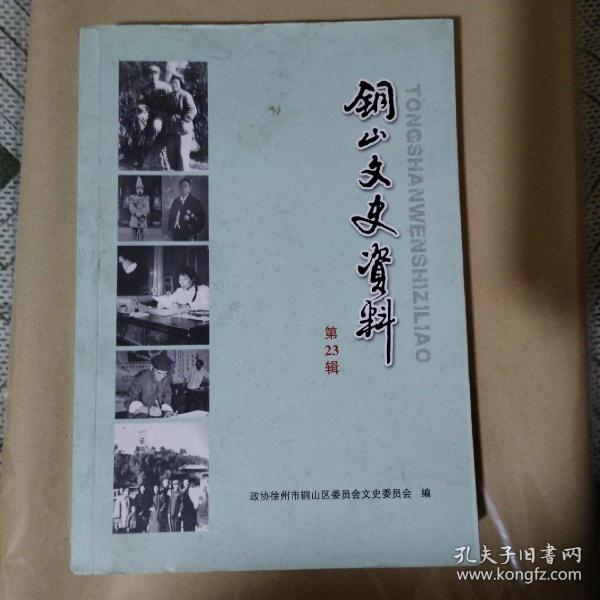 铜山文史资料
TONGSHANWENSHIZILIAO
第23辑
政协徐州市铜山区委员会文史委员会 编
孔夫子旧书网
www.kongfz.com